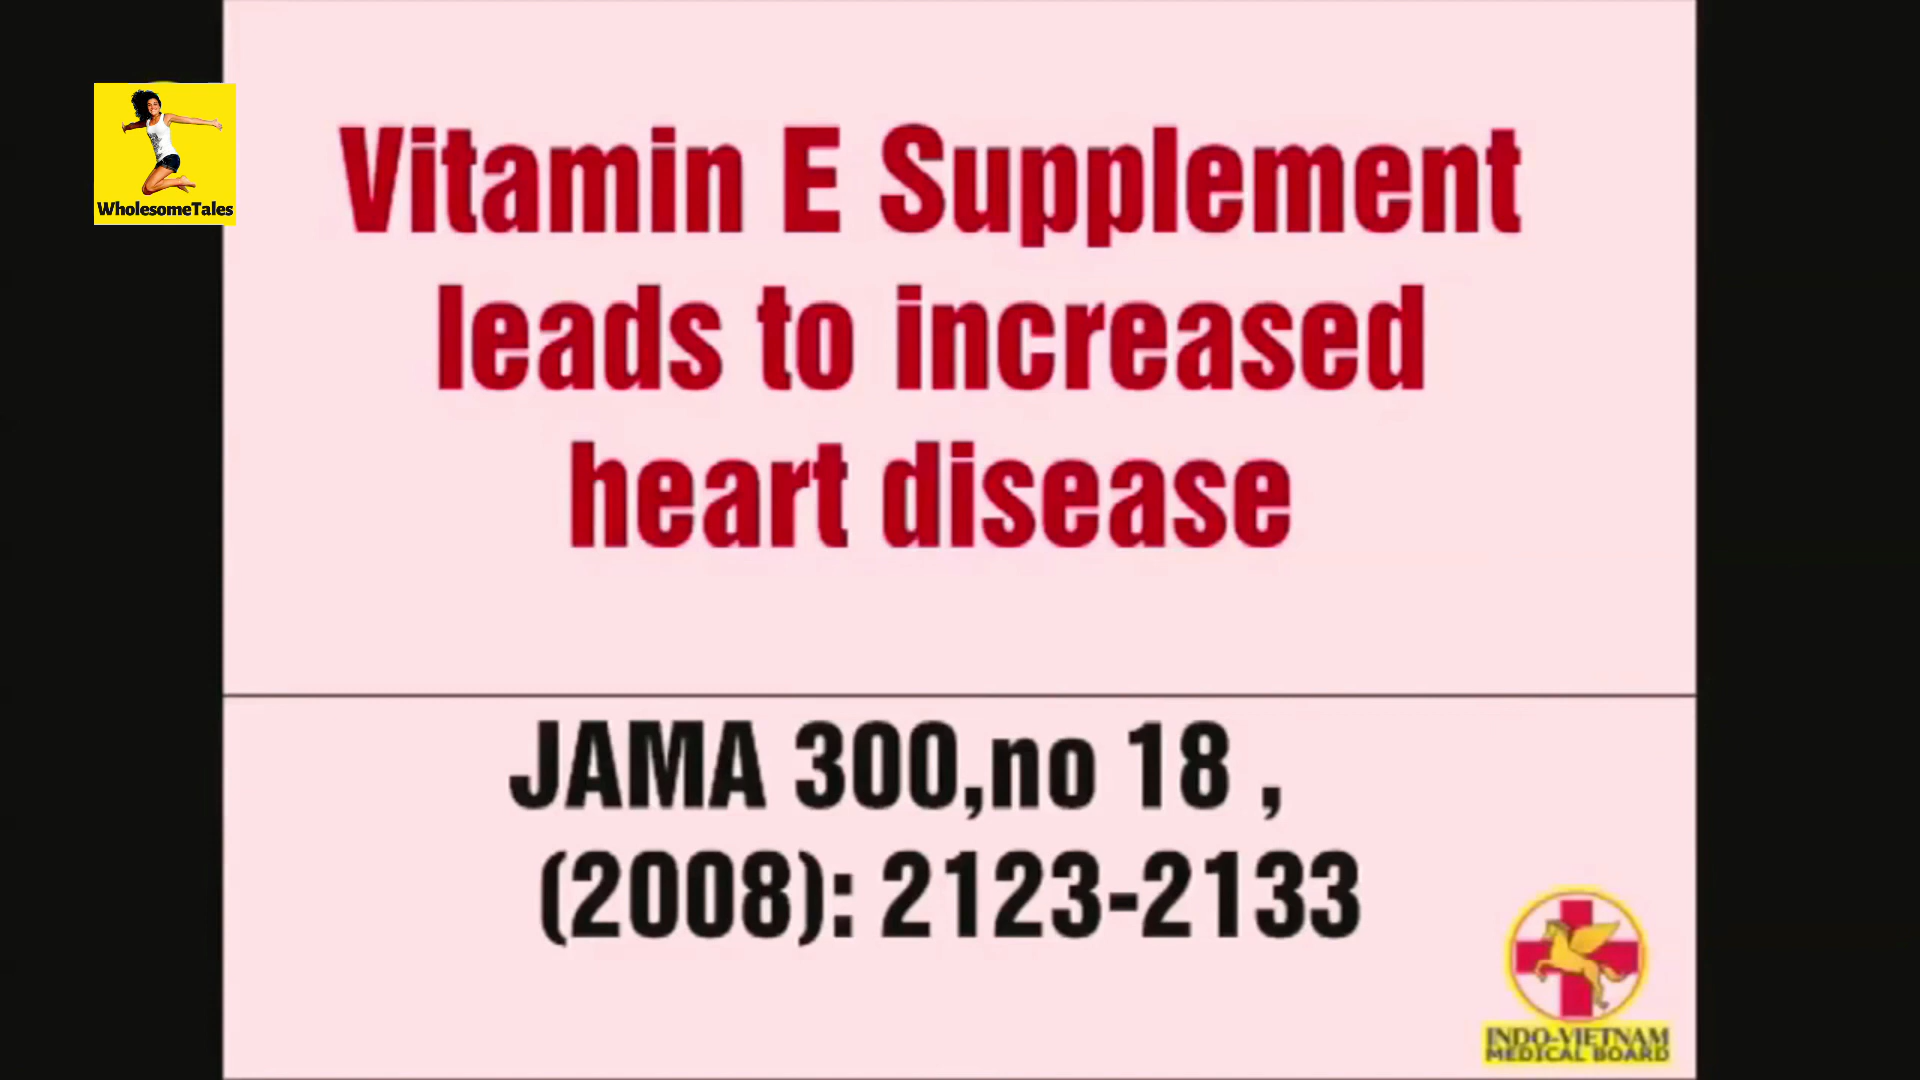 WholesomeTales
Vitamin E Supplement
leads to increased
heart disease
JAMA 300,no 18 ,
(2008): 2123-2133
INDO-VIETNAM
MEDICAL BOARD